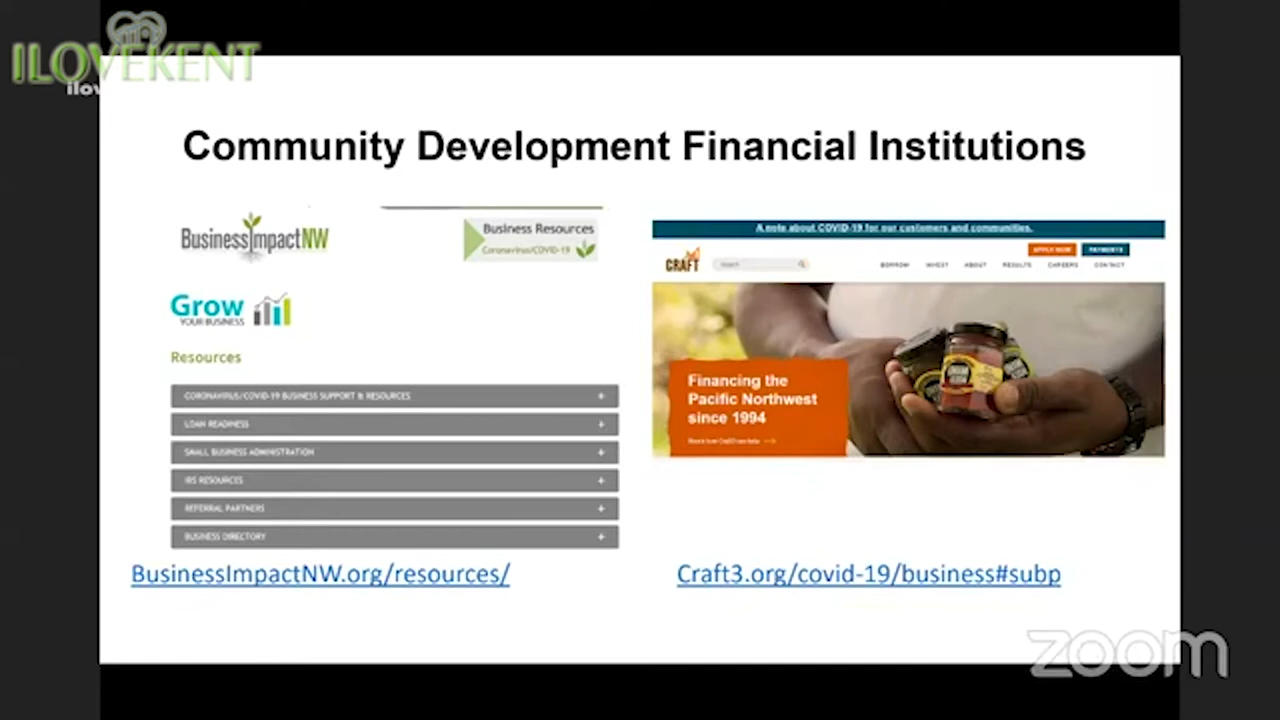 ILOVEKENT
ilov
Community Development Financial Institutions
BusinessImpactNW
Business Resources
Coronavirus/COVID-19
Grow
YOUR BUSINESS
Resources
CORONAVIRUS/COVID-19 BUSINESS SUPPORT & RESOURCES +
LOAN READINESS +
SMALL BUSINESS ADMINISTRATION +
IRS RESOURCES +
REFERRAL PARTNERS +
BUSINESS DIRECTORY +
BusinessImpactNW.org/resources/
A note about COVID-19 for our customers and communities.
APPLY NOW PAYMENTS
CRAFT
Search
BORROW INVEST ABOUT RESULTS CAREERS CONTACT
Financing the
Pacific Northwest
since 1994
Craft3.org/covid-19/business#subp
zoom